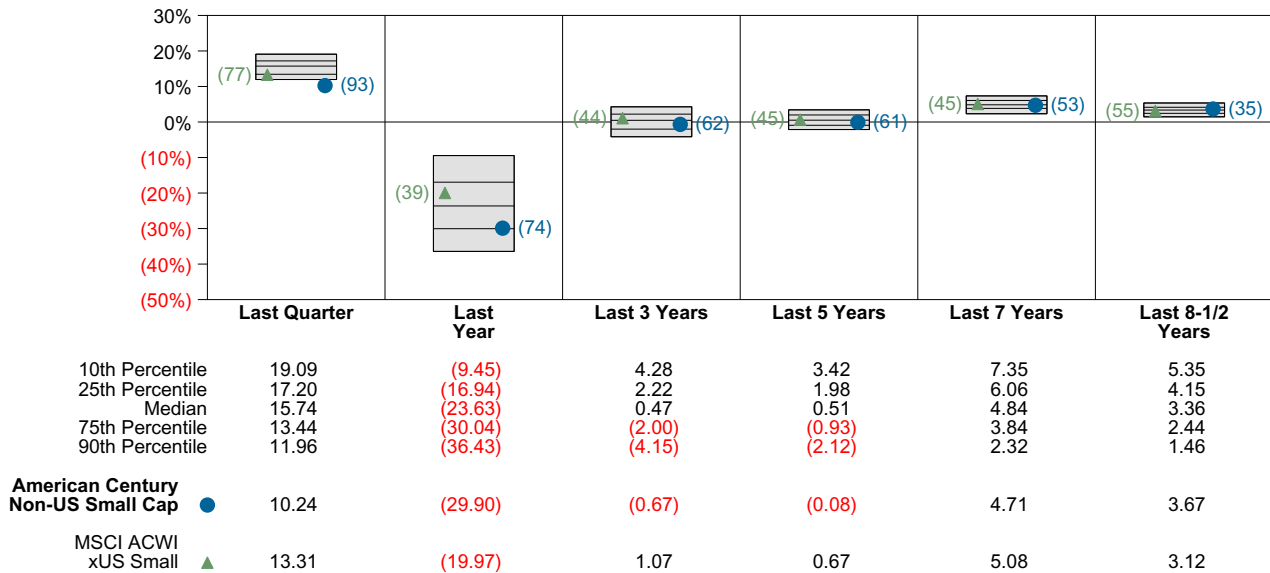 30%
20%
10%
0%
(10%)
(20%)
(30%)
(40%)
(50%)
(77) (93)
(39) (74)
(44) (62)
(45) (61)
(45) (53)
(55) (35)
Last Quarter Last Year Last 3 Years Last 5 Years Last 7 Years Last 8-1/2 Years
10th Percentile 19.09 (9.45) 4.28 3.42 7.35 5.35
25th Percentile 17.20 (16.94) 2.22 1.98 6.06 4.15
Median 15.74 (23.63) 0.47 0.51 4.84 3.36
75th Percentile 13.44 (30.04) (2.00) (0.93) 3.84 2.44
90th Percentile 11.96 (36.43) (4.15) (2.12) 2.32 1.46
American Century
Non-US Small Cap 10.24 (29.90) (0.67) (0.08) 4.71 3.67
MSCI ACWI
xUS Small 13.31 (19.97) 1.07 0.67 5.08 3.12